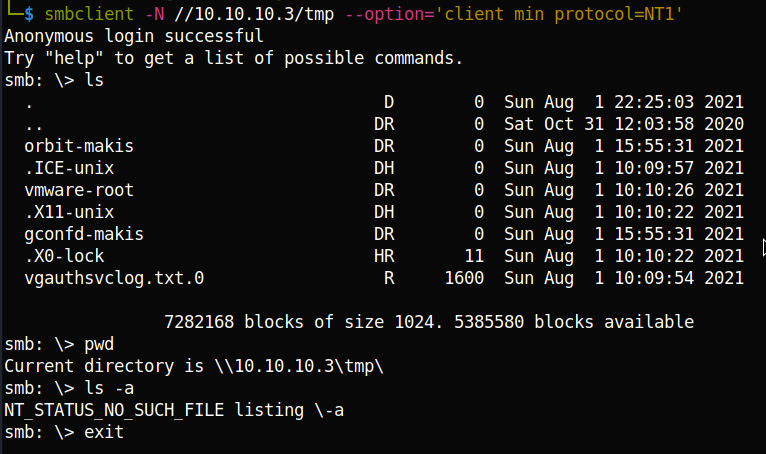 └─$ smbclient -N //10.10.10.3/tmp --option='client min protocol=NT1'
Anonymous login successful
Try "help" to get a list of possible commands.
smb: \> ls
  .                                   D        0  Sun Aug  1 22:25:03 2021
  ..                                 DR        0  Sat Oct 31 12:03:58 2020
  orbit-makis                        DR        0  Sun Aug  1 15:55:31 2021
  .ICE-unix                          DH        0  Sun Aug  1 10:09:57 2021
  vmware-root                        DR        0  Sun Aug  1 10:10:26 2021
  .X11-unix                          DH        0  Sun Aug  1 10:10:22 2021
  gconfd-makis                       DR        0  Sun Aug  1 15:55:31 2021
  .X0-lock                           HR       11  Sun Aug  1 10:10:22 2021
  vgauthsvclog.txt.0                  R     1600  Sun Aug  1 10:09:54 2021

                7282168 blocks of size 1024. 5385580 blocks available
smb: \> pwd
Current directory is \\10.10.10.3\tmp\
smb: \> ls -a
NT_STATUS_NO_SUCH_FILE listing \-a
smb: \> exit